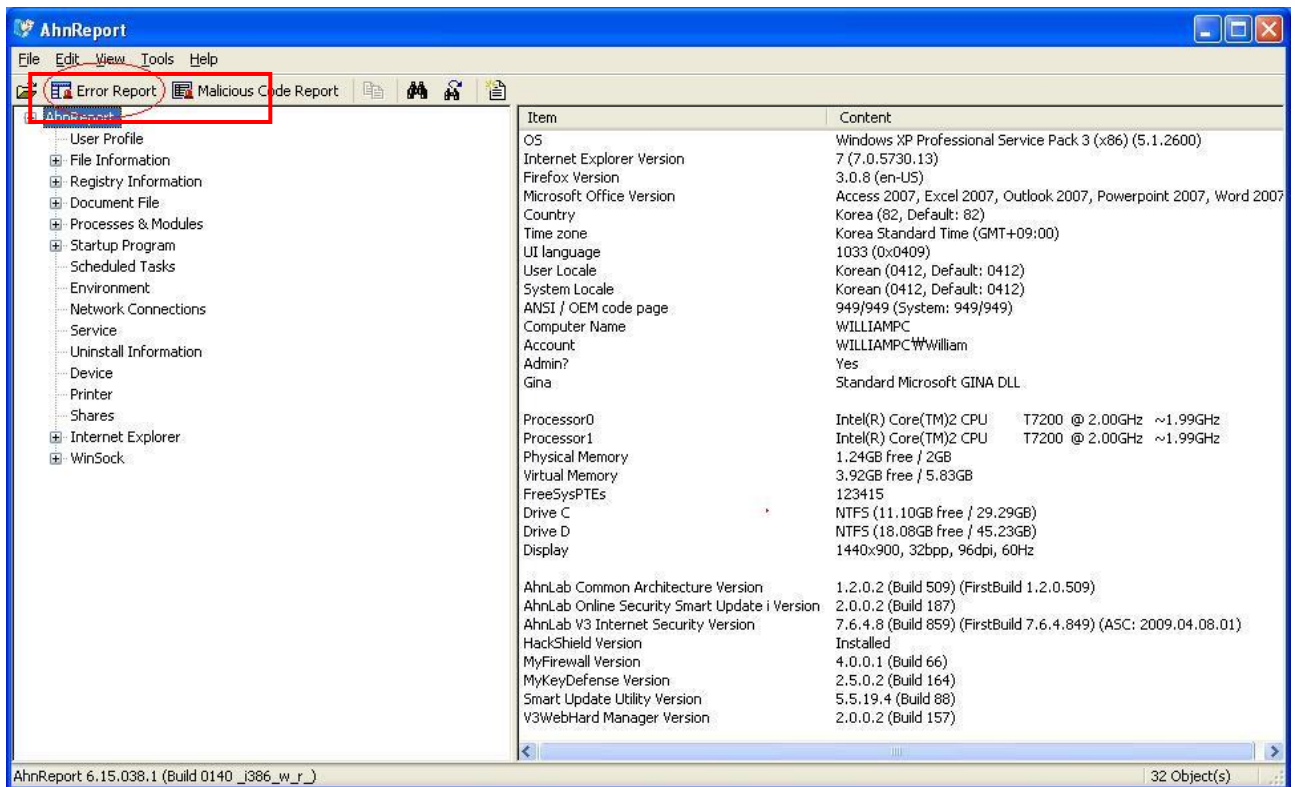 AhnReport
File Edit View Tools Help
Error Report Malicious Code Report
AhnReport
User Profile
File Information
Registry Information
Document File
Processes & Modules
Startup Program
Scheduled Tasks
Environment
Network Connections
Service
Uninstall Information
Device
Printer
Shares
Internet Explorer
WinSock
Item Content
OS Windows XP Professional Service Pack 3 (x86) (5.1.2600)
Internet Explorer Version 7 (7.0.5730.13)
Firefox Version 3.0.8 (en-US)
Microsoft Office Version Access 2007, Excel 2007, Outlook 2007, Powerpoint 2007, Word 2007
Country Korea (82, Default: 82)
Time zone Korea Standard Time (GMT+09:00)
UI language 1033 (0x0409)
User Locale Korean (0412, Default: 0412)
System Locale Korean (0412, Default: 0412)
ANSI / OEM code page 949/949 (System: 949/949)
Computer Name WILLIAMPC
Account WILLIAMPC₩William
Admin? Yes
Gina Standard Microsoft GINA DLL
Processor0 Intel(R) Core(TM)2 CPU T7200 @ 2.00GHz ~1.99GHz
Processor1 Intel(R) Core(TM)2 CPU T7200 @ 2.00GHz ~1.99GHz
Physical Memory 1.24GB free / 2GB
Virtual Memory 3.92GB free / 5.83GB
FreeSysPTEs 123415
Drive C NTFS (11.10GB free / 29.29GB)
Drive D NTFS (18.08GB free / 45.23GB)
Display 1440x900, 32bpp, 96dpi, 60Hz
AhnLab Common Architecture Version 1.2.0.2 (Build 509) (FirstBuild 1.2.0.509)
AhnLab Online Security Smart Update i Version 2.0.0.2 (Build 187)
AhnLab V3 Internet Security Version 7.6.4.8 (Build 859) (FirstBuild 7.6.4.849) (ASC: 2009.04.08.01)
HackShield Version Installed
MyFirewall Version 4.0.0.1 (Build 66)
MyKeyDefense Version 2.5.0.2 (Build 164)
Smart Update Utility Version 5.5.19.4 (Build 88)
V3WebHard Manager Version 2.0.0.2 (Build 157)
AhnReport 6.15.038.1 (Build 0140 _i386_w_r_) 32 Object(s)